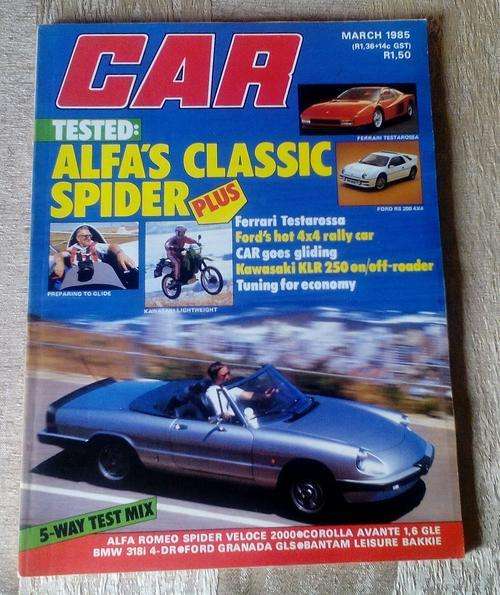 CAR
MARCH 1985
(R1,36+14c GST)
R1,50
FERRARI TESTAROSSA
TESTED:
ALFA'S CLASSIC
SPIDER PLUS
FORD RS 200 4X4
Ferrari Testarossa
Ford's hot 4x4 rally car
CAR goes gliding
Kawasaki KLR 250 on/off-roader
Tuning for economy
PREPARING TO GLIDE
KAWASAKI LIGHTWEIGHT
5-WAY TEST MIX
ALFA ROMEO SPIDER VELOCE 2000●COROLLA AVANTE 1,6 GLE
BMW 318i 4-DR●FORD GRANADA GLS●BANTAM LEISURE BAKKIE